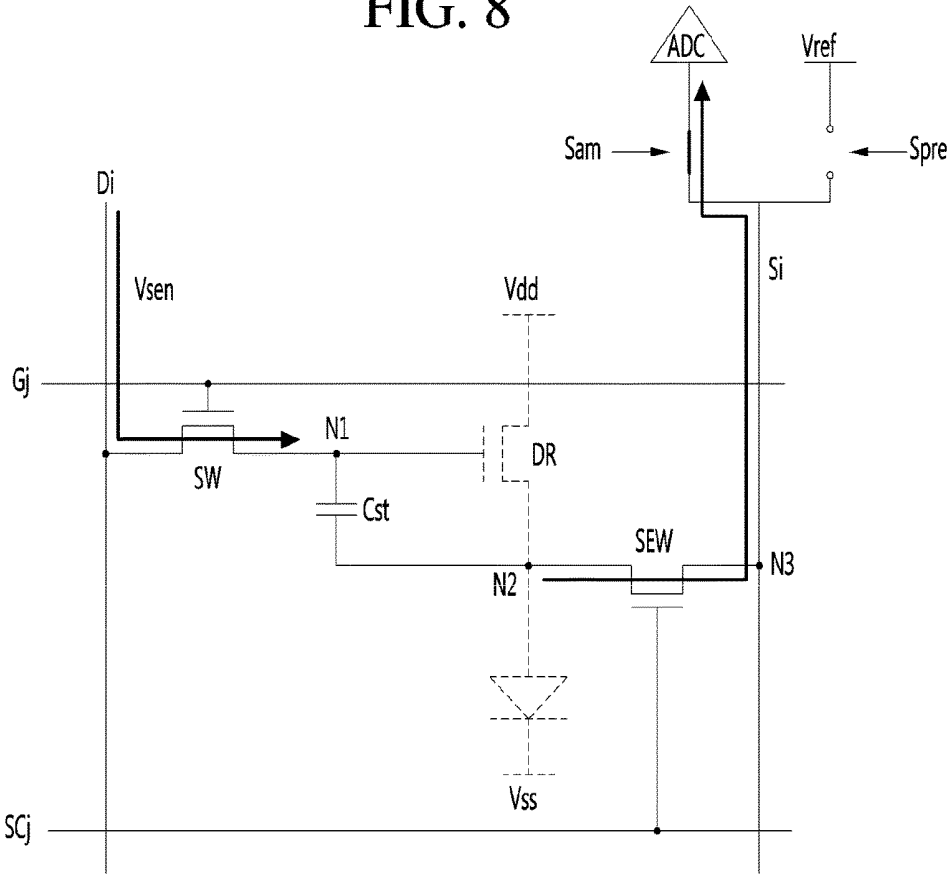 FIG. 8
ADC
Vref
Sam
Spre
Di
Vsen
Si
Vdd
Gj
N1
DR
SW
Cst
SEW
N2
N3
Vss
SCj